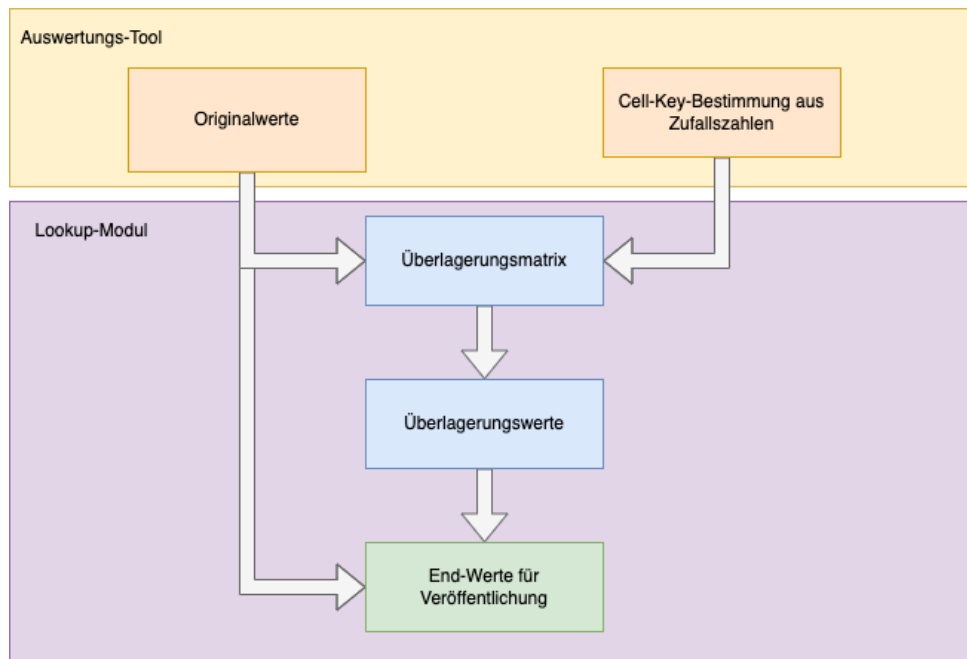 Auswertungs-Tool
Originalwerte
Cell-Key-Bestimmung aus
Zufallszahlen
Lookup-Modul
Überlagerungsmatrix
Überlagerungswerte
End-Werte für
Veröffentlichung